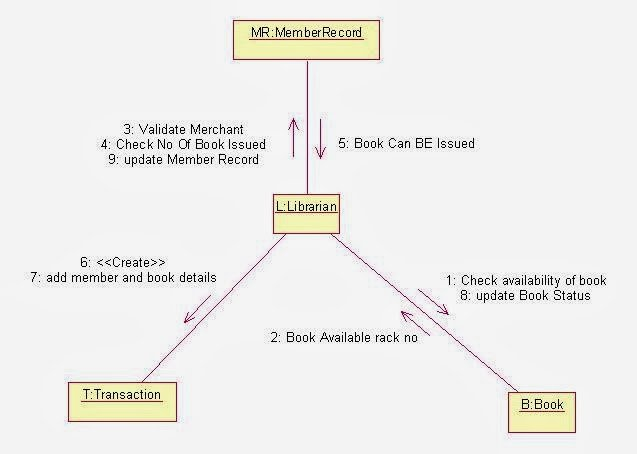 MR:MemberRecord
3: Validate Merchant
4: Check No Of Book Issued
9: update Member Record
5: Book Can BE Issued
L:Librarian
6: <<Create>>
7: add member and book details
1: Check availability of book
8: update Book Status
2: Book Available rack no
T:Transaction
B:Book